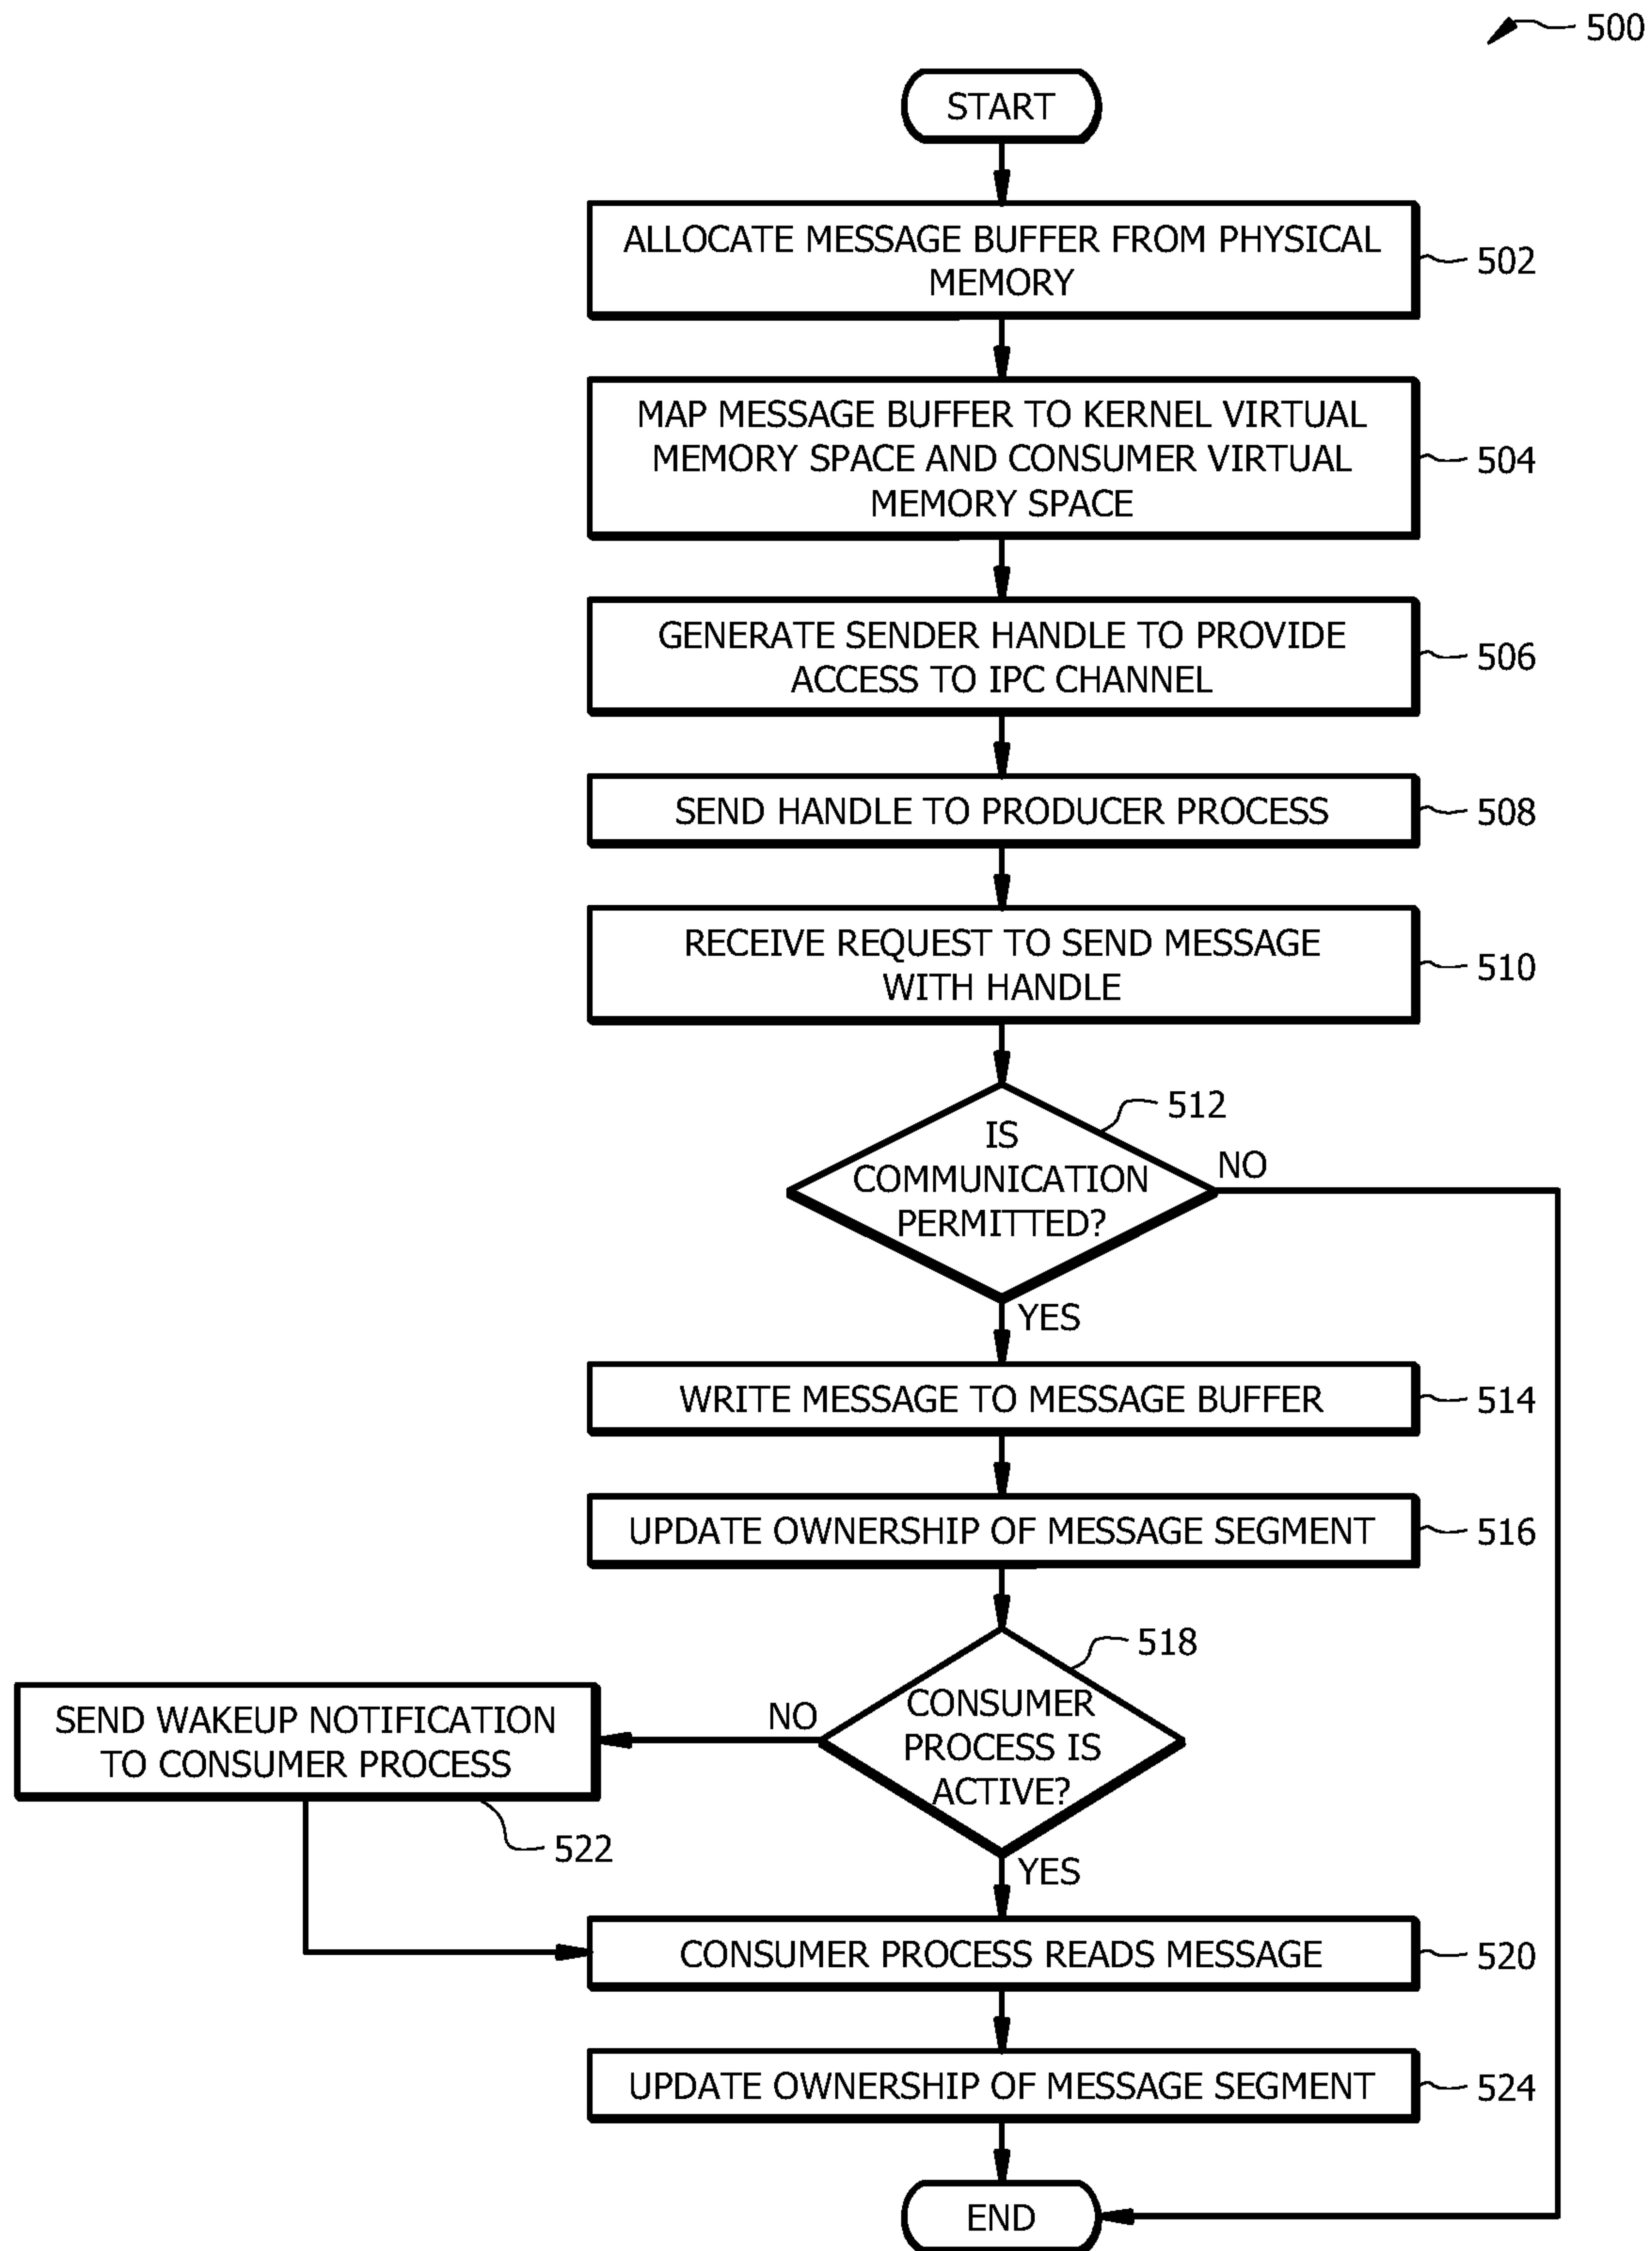 500
START
ALLOCATE MESSAGE BUFFER FROM PHYSICAL
MEMORY
502
MAP MESSAGE BUFFER TO KERNEL VIRTUAL
MEMORY SPACE AND CONSUMER VIRTUAL
MEMORY SPACE
504
GENERATE SENDER HANDLE TO PROVIDE
ACCESS TO IPC CHANNEL
506
SEND HANDLE TO PRODUCER PROCESS
508
RECEIVE REQUEST TO SEND MESSAGE
WITH HANDLE
510
512
IS
COMMUNICATION
PERMITTED?
NO
YES
WRITE MESSAGE TO MESSAGE BUFFER
514
UPDATE OWNERSHIP OF MESSAGE SEGMENT
516
518
CONSUMER
PROCESS IS
ACTIVE?
NO
SEND WAKEUP NOTIFICATION
TO CONSUMER PROCESS
522
YES
CONSUMER PROCESS READS MESSAGE
520
UPDATE OWNERSHIP OF MESSAGE SEGMENT
524
END